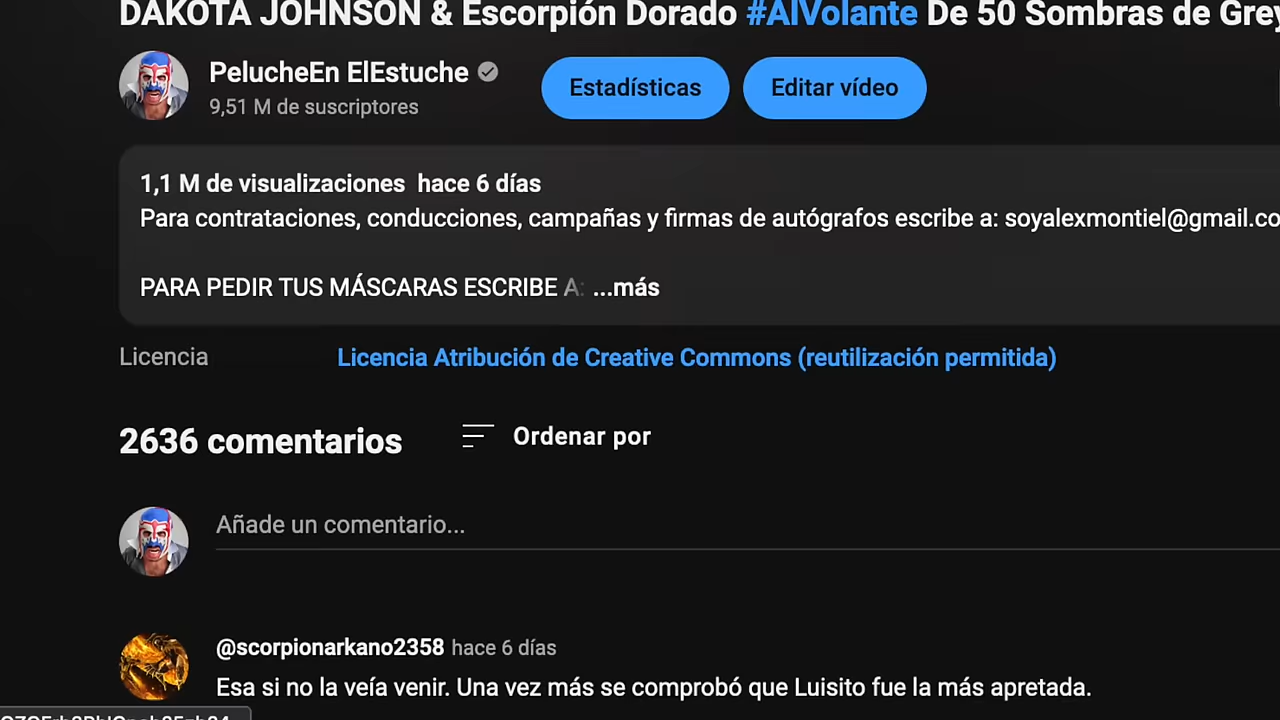 DAKOTA JOHNSON & Escorpión Dorado #AlVolante De 50 Sombras de Grey
PelucheEn ElEstuche
9,51 M de suscriptores
Estadísticas
Editar vídeo
1,1 M de visualizaciones hace 6 días
Para contrataciones, conducciones, campañas y firmas de autógrafos escribe a: soyalexmontiel@gmail.co
PARA PEDIR TUS MÁSCARAS ESCRIBE A: ...más
Licencia
Licencia Atribución de Creative Commons (reutilización permitida)
2636 comentarios
Ordenar por
Añade un comentario...
@scorpionarkano2358 hace 6 días
Esa si no la veía venir. Una vez más se comprobó que Luisito fue la más apretada.